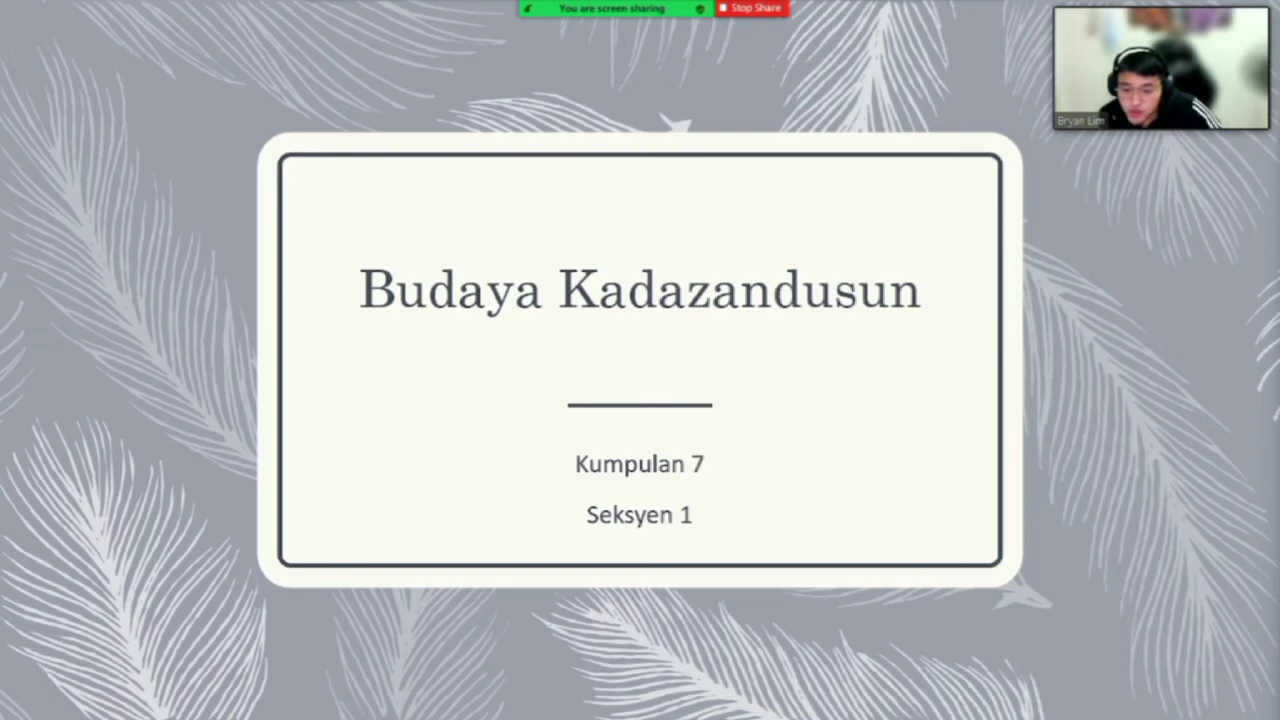 You are screen sharing
Stop Share
Bryan Lim
Budaya Kadazandusun
Kumpulan 7
Seksyen 1